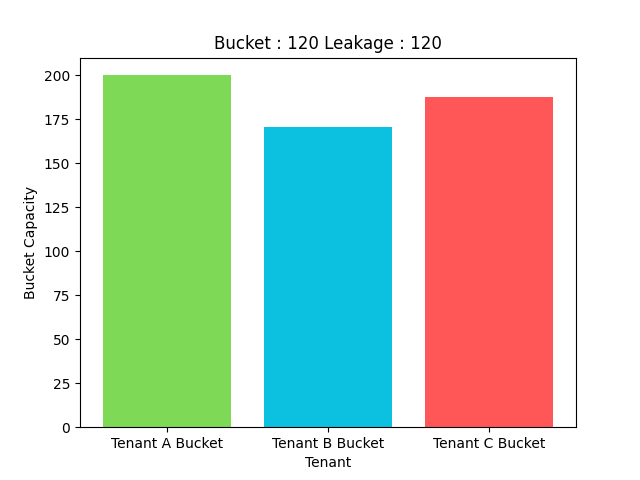 Bucket : 120 Leakage : 120
200
175
150
125
100
75
50
25
0
Bucket Capacity
Tenant A Bucket Tenant B Bucket Tenant C Bucket
Tenant